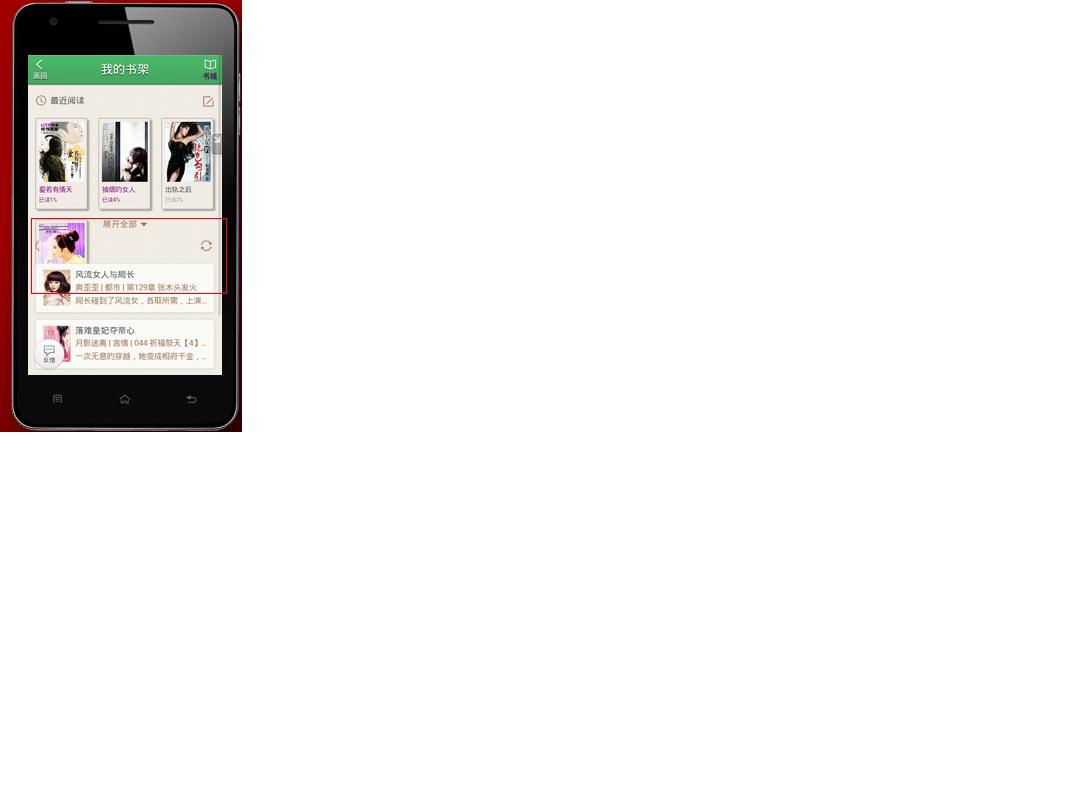 返回
我的书架
书城
最近阅读
爱若有情天
已读1%
抽烟的女人
已读4%
出轨之后
已读2%
展开全部
风流女人与局长
爽歪歪 | 都市 | 第129章 张木头发火
局长碰到了风流女，各取所需，上演...
落难皇妃夺帝心
月影迷离 | 言情 | 044 祈福祭天【4】...
一次无意的穿越，她变成相府千金，...
反馈